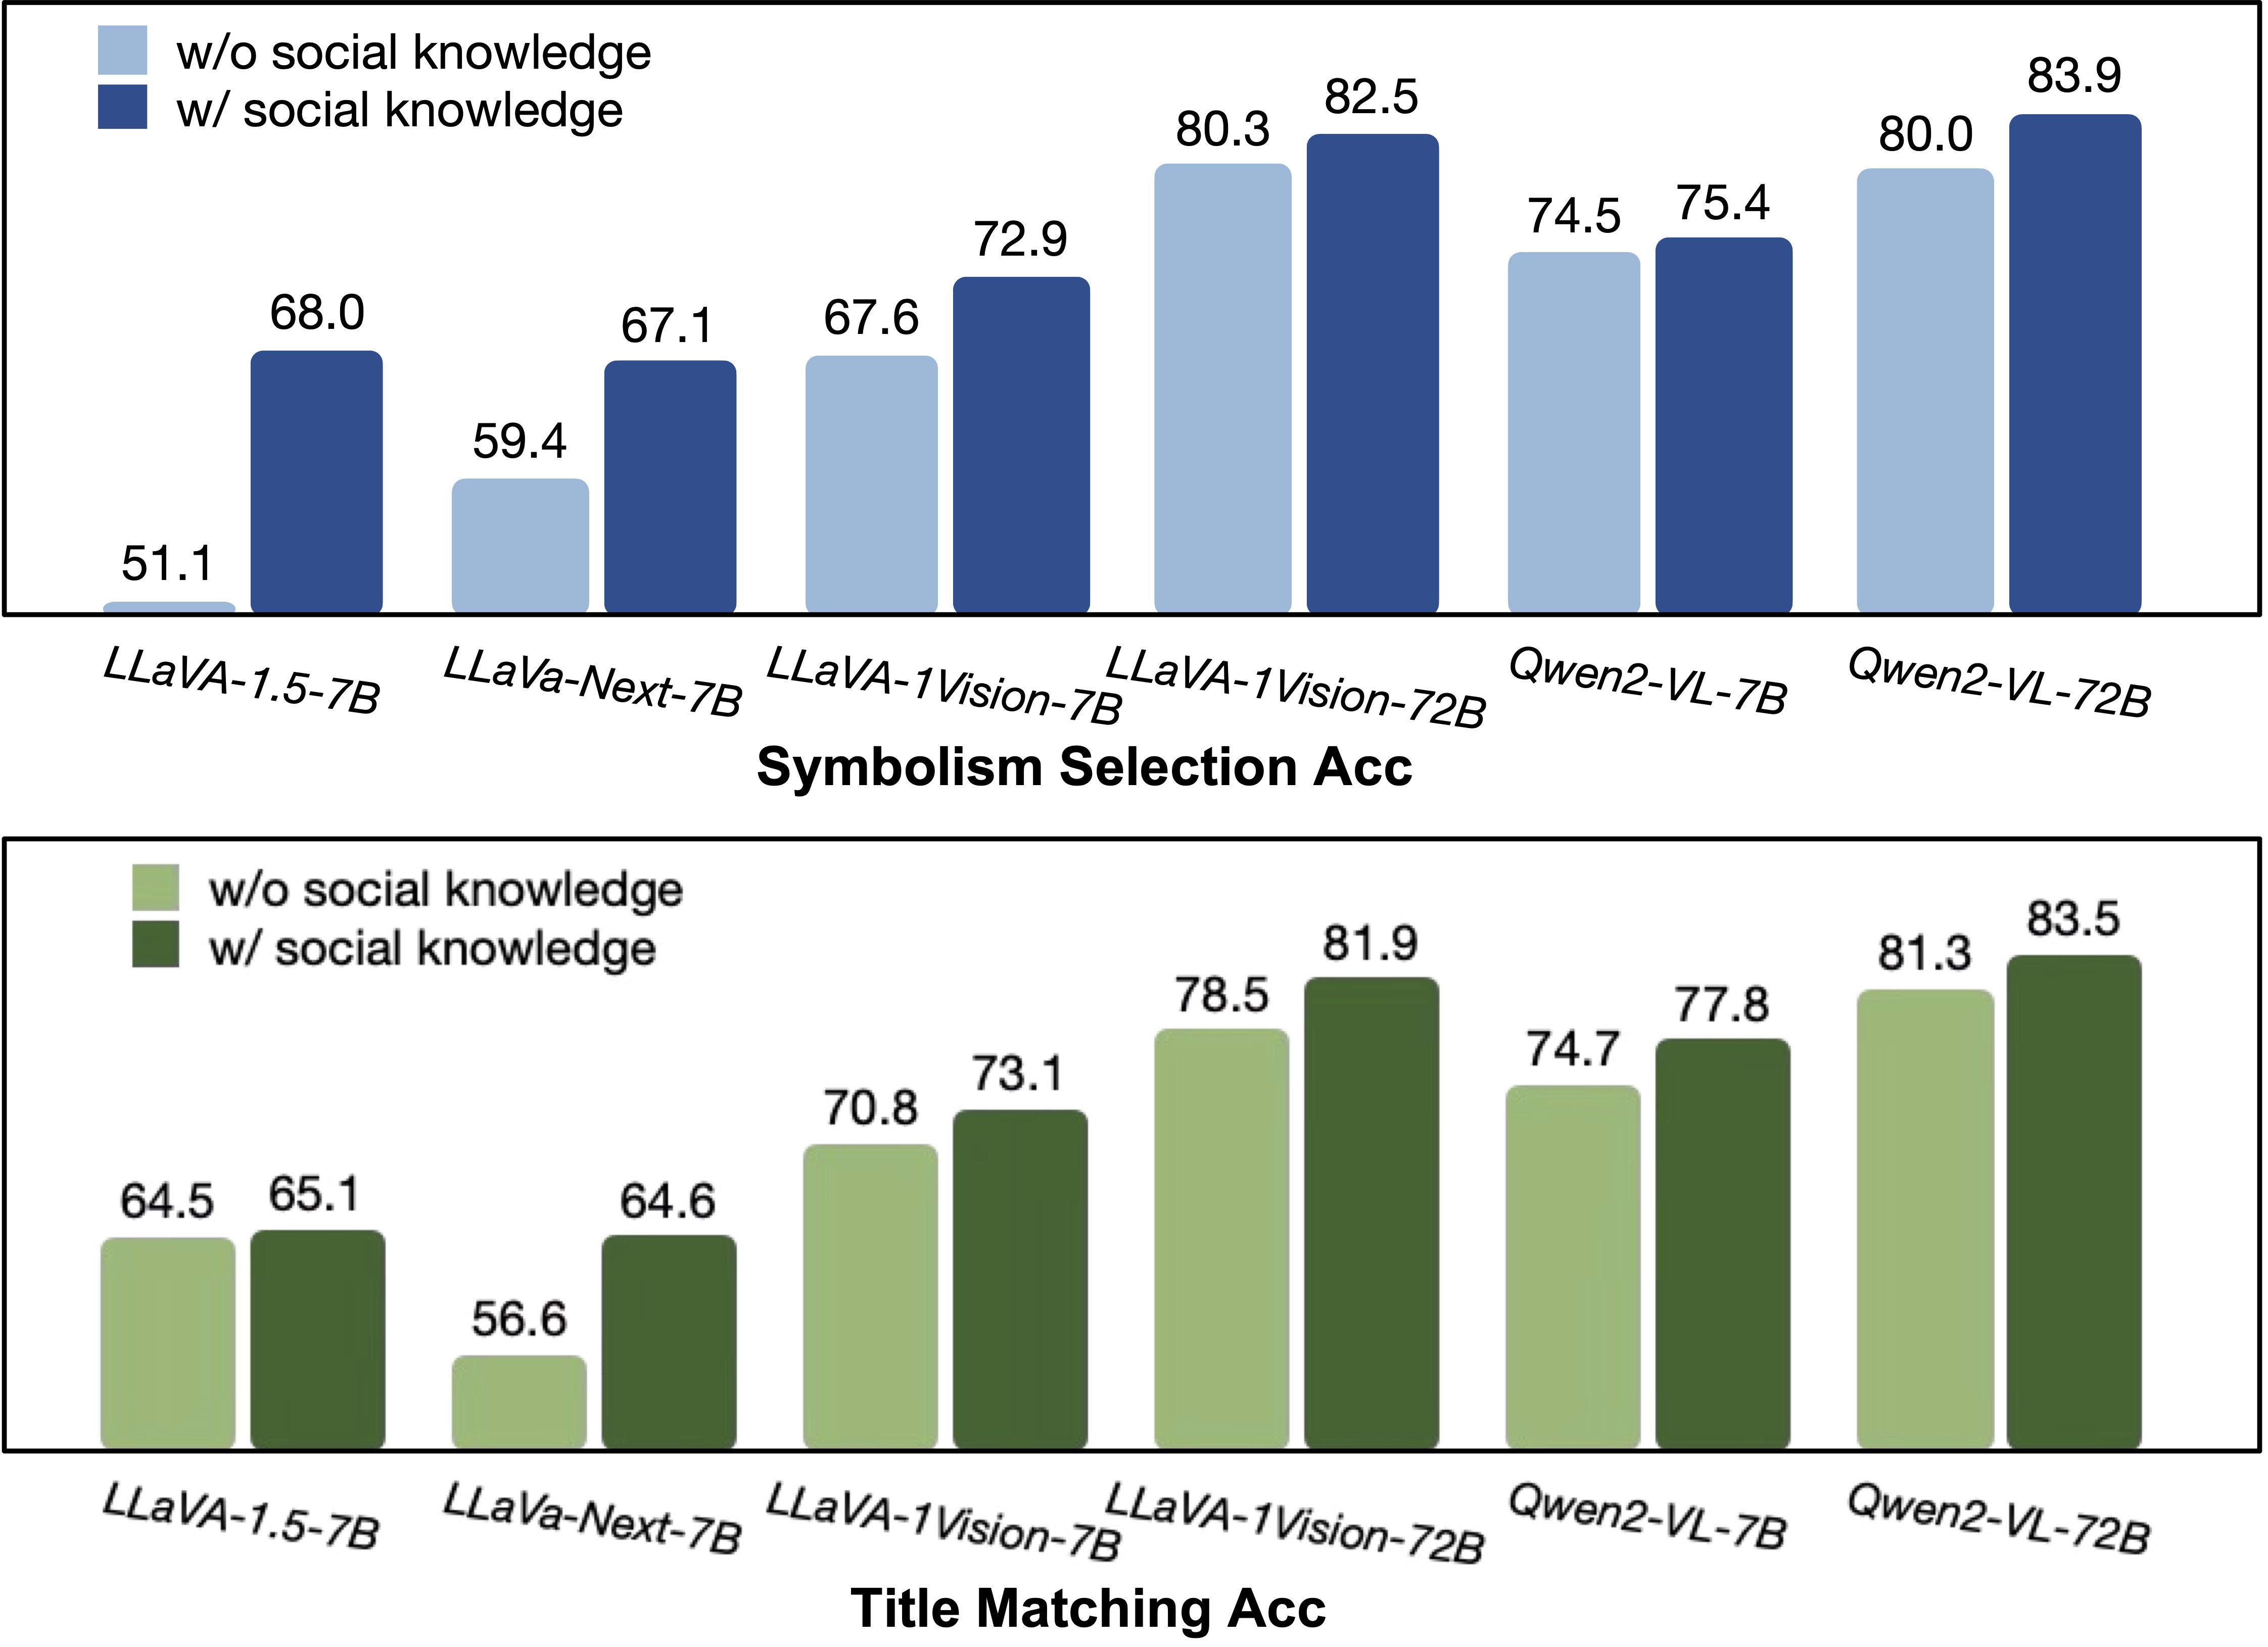 w/o social knowledge
w/ social knowledge
51.1
68.0
59.4
67.1
67.6
72.9
80.3
82.5
74.5
75.4
80.0
83.9
LLaVA-1.5-7B
LLaVa-Next-7B
LLaVA-1Vision-7B
LLaVA-1Vision-72B
Qwen2-VL-7B
Qwen2-VL-72B
Symbolism Selection Acc
w/o social knowledge
w/ social knowledge
64.5
65.1
56.6
64.6
70.8
73.1
78.5
81.9
74.7
77.8
81.3
83.5
LLaVA-1.5-7B
LLaVa-Next-7B
LLaVA-1Vision-7B
LLaVA-1Vision-72B
Qwen2-VL-7B
Qwen2-VL-72B
Title Matching Acc